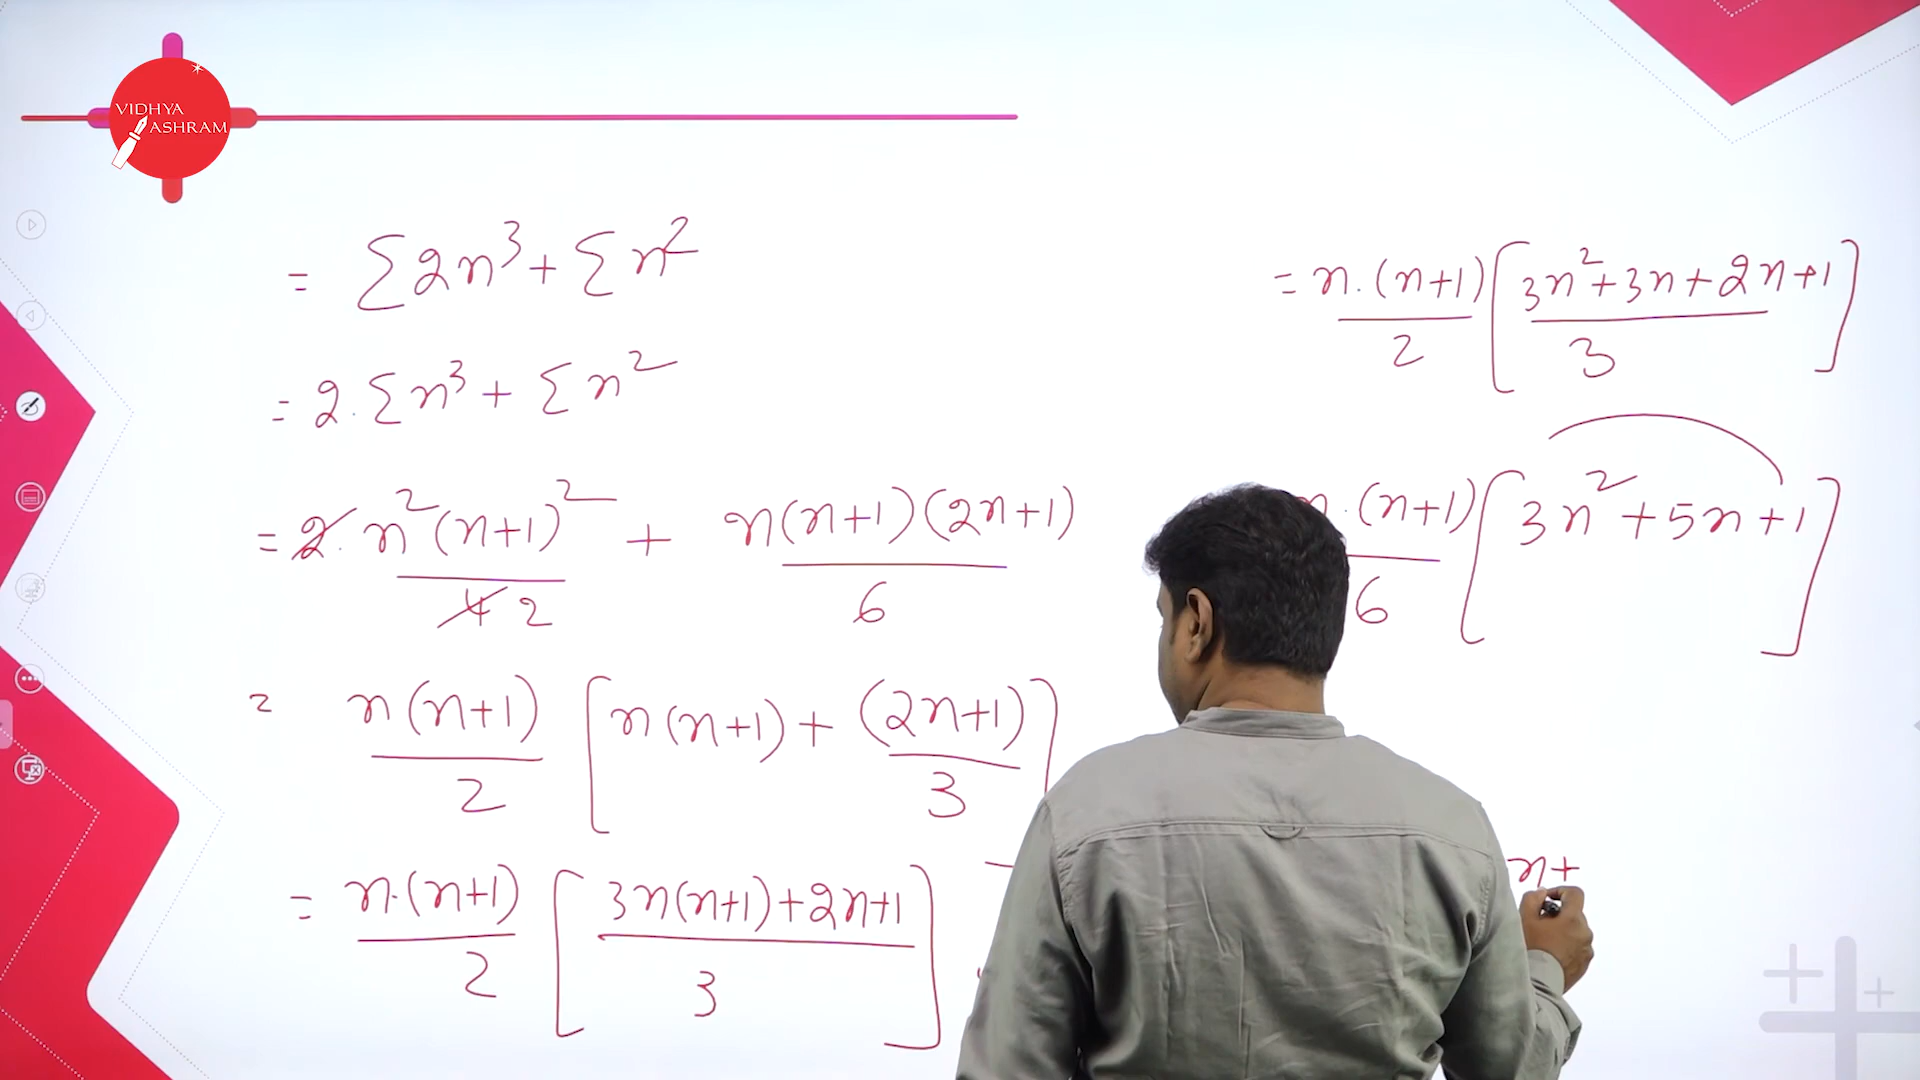 VIDHYA
ASHRAM
= Σ2n³ + Σn²
= 2. Σn³ + Σn²
= 2. n²(n+1)² + n(n+1)(2n+1)
4 2 6
= n(n+1) [ n(n+1) + (2n+1) ]
2 3
= n.(n+1) [ 3n(n+1)+2n+1 ]
2 3
= n.(n+1) [ 3n²+3n+2n+1 ]
2 3
n.(n+1) [ 3n²+5n+1 ]
6
n+